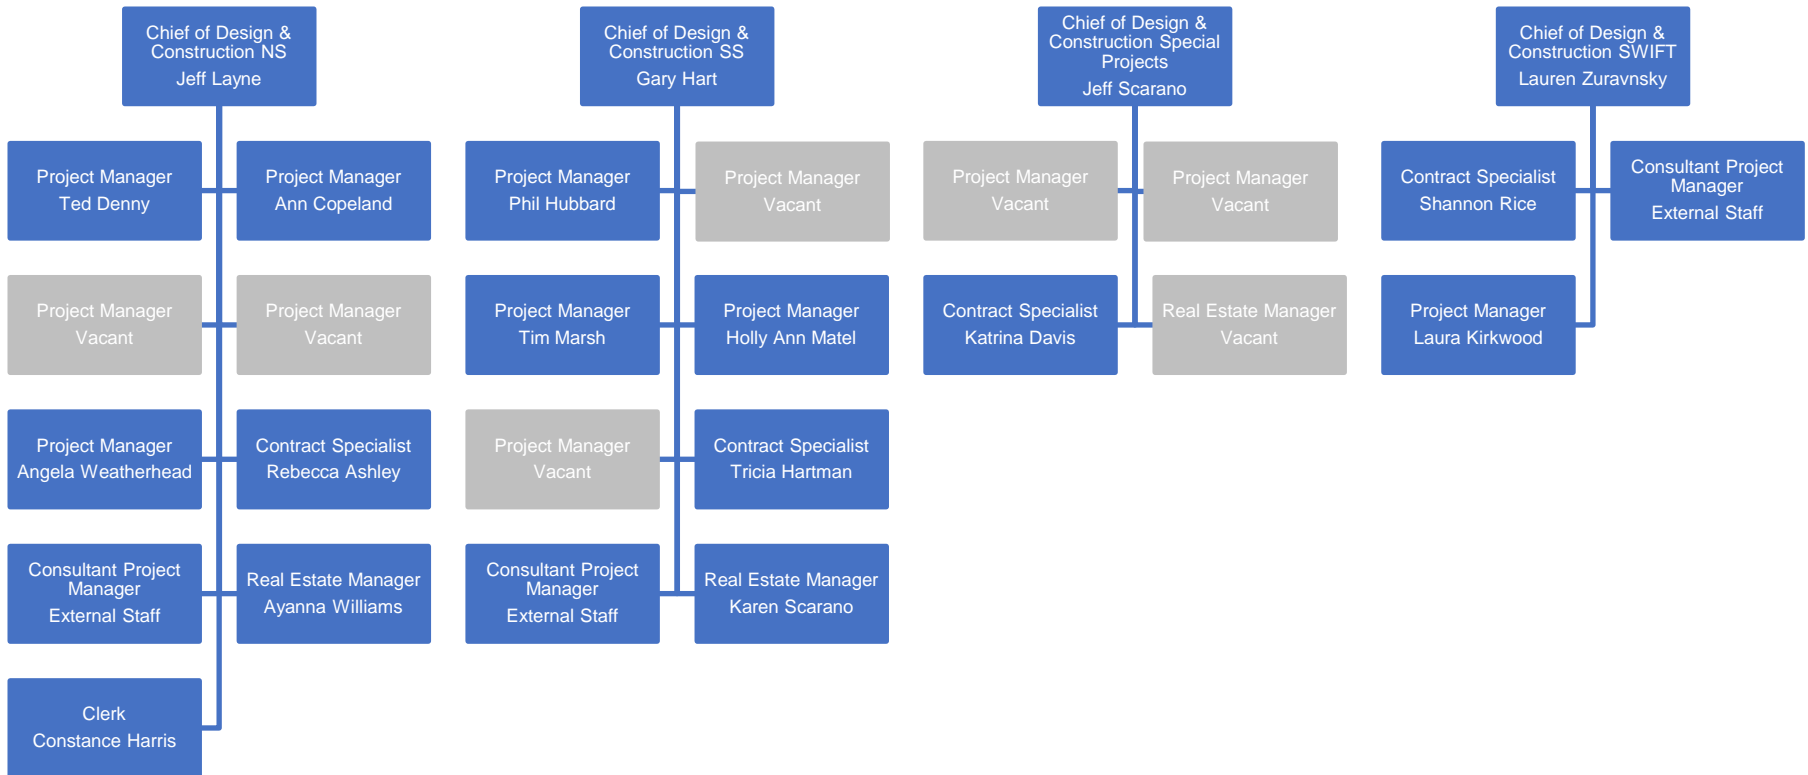 Chief of Design &
Construction NS
Jeff Layne
Chief of Design &
Construction SS
Gary Hart
Chief of Design &
Construction Special
Projects
Jeff Scarano
Chief of Design &
Construction SWIFT
Lauren Zuravnsky
Project Manager
Ted Denny
Project Manager
Ann Copeland
Project Manager
Phil Hubbard
Project Manager
Vacant
Project Manager
Vacant
Project Manager
Vacant
Contract Specialist
Shannon Rice
Consultant Project
Manager
External Staff
Project Manager
Vacant
Project Manager
Vacant
Project Manager
Tim Marsh
Project Manager
Holly Ann Matel
Contract Specialist
Katrina Davis
Real Estate Manager
Vacant
Project Manager
Laura Kirkwood
Project Manager
Angela Weatherhead
Contract Specialist
Rebecca Ashley
Project Manager
Vacant
Contract Specialist
Tricia Hartman
Consultant Project
Manager
External Staff
Real Estate Manager
Ayanna Williams
Consultant Project
Manager
External Staff
Real Estate Manager
Karen Scarano
Clerk
Constance Harris